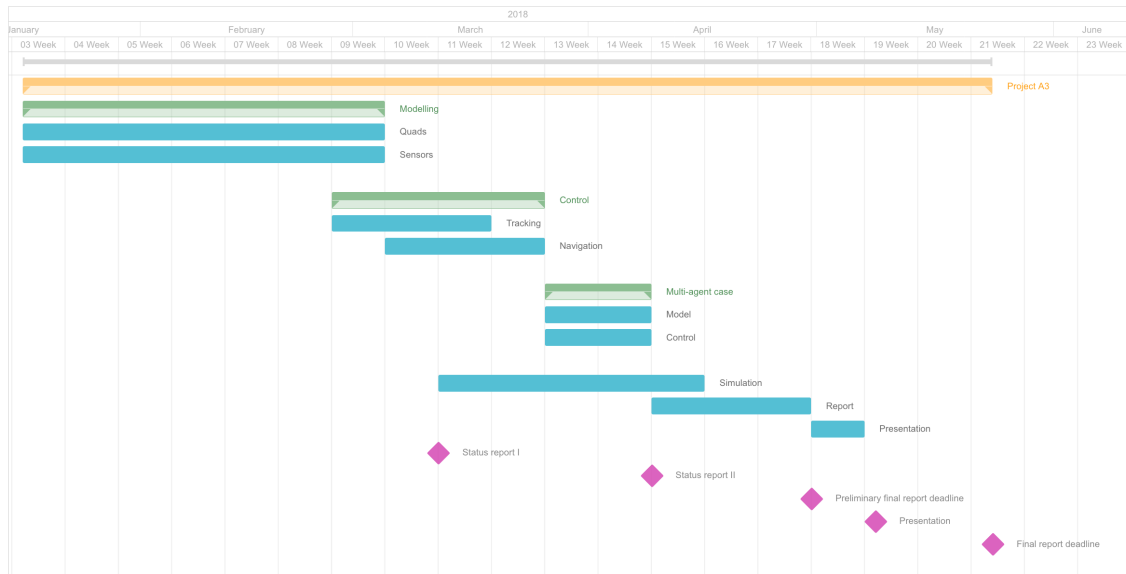 2018
January February March April May June
03 Week 04 Week 05 Week 06 Week 07 Week 08 Week 09 Week 10 Week 11 Week 12 Week 13 Week 14 Week 15 Week 16 Week 17 Week 18 Week 19 Week 20 Week 21 Week 22 Week 23 Week
Project A3
Modelling
Quads
Sensors
Control
Tracking
Navigation
Multi-agent case
Model
Control
Simulation
Report
Presentation
Status report I
Status report II
Preliminary final report deadline
Presentation
Final report deadline